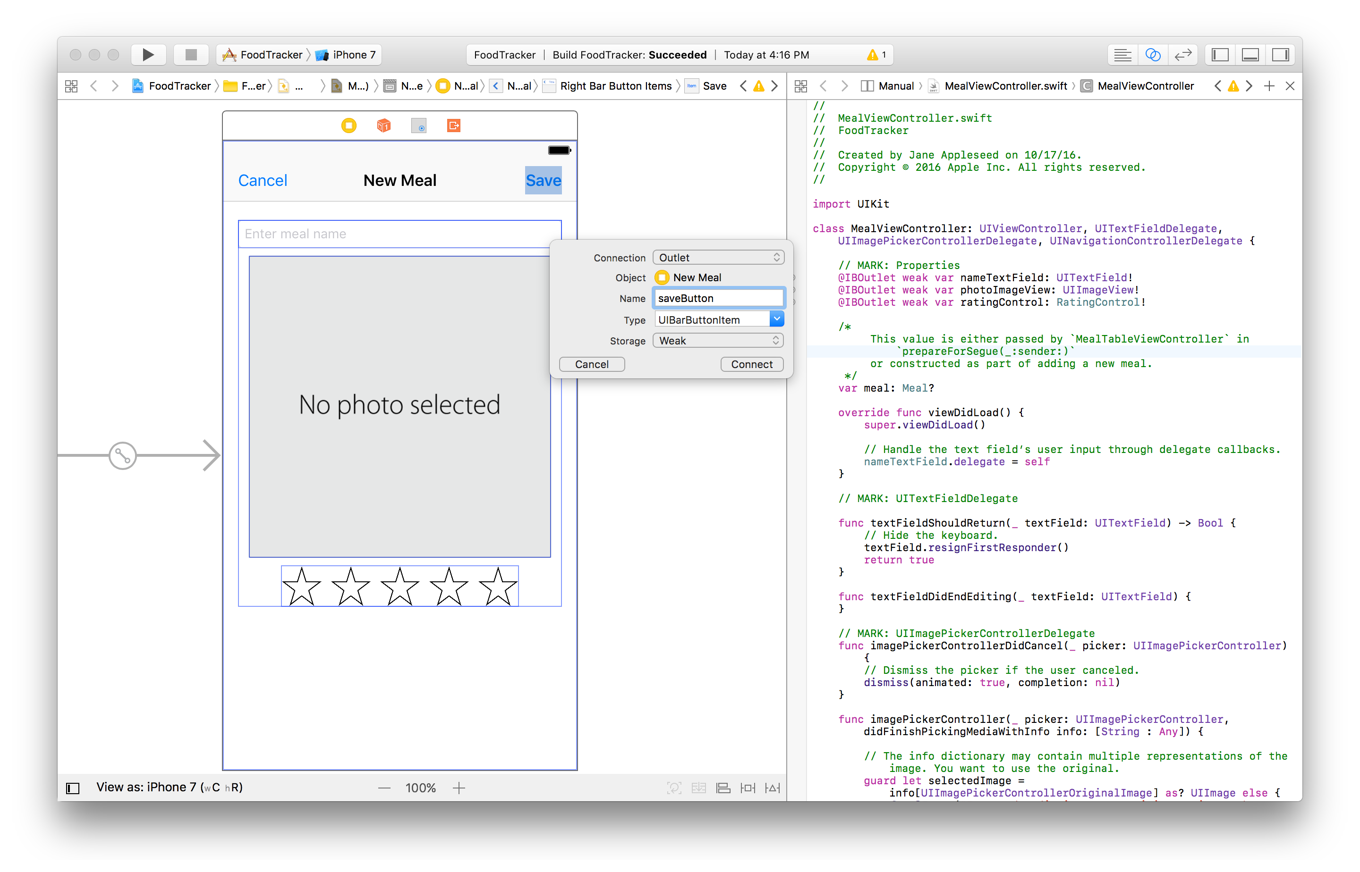 FoodTracker iPhone 7
FoodTracker | Build FoodTracker: Succeeded | Today at 4:16 PM
1
FoodTracker F...er ... M...) N...e N...al N...al Right Bar Button Items Save
Manual MealViewController.swift MealViewController
Cancel
New Meal
Save
Enter meal name
No photo selected
Connection Outlet
Object New Meal
Name saveButton
Type UIBarButtonItem
Storage Weak
Cancel Connect
View as: iPhone 7 (wC hR)
— 100% +
//
// MealViewController.swift
// FoodTracker
//
// Created by Jane Appleseed on 10/17/16.
// Copyright © 2016 Apple Inc. All rights reserved.
//
import UIKit
class MealViewController: UIViewController, UITextFieldDelegate,
UIImagePickerControllerDelegate, UINavigationControllerDelegate {
// MARK: Properties
@IBOutlet weak var nameTextField: UITextField!
@IBOutlet weak var photoImageView: UIImageView!
@IBOutlet weak var ratingControl: RatingControl!
/*
This value is either passed by `MealTableViewController` in
`prepareForSegue(_:sender:)`
or constructed as part of adding a new meal.
*/
var meal: Meal?
override func viewDidLoad() {
super.viewDidLoad()
// Handle the text field's user input through delegate callbacks.
nameTextField.delegate = self
}
// MARK: UITextFieldDelegate
func textFieldShouldReturn(_ textField: UITextField) -> Bool {
// Hide the keyboard.
textField.resignFirstResponder()
return true
}
func textFieldDidEndEditing(_ textField: UITextField) {
}
// MARK: UIImagePickerControllerDelegate
func imagePickerControllerDidCancel(_ picker: UIImagePickerController)
{
// Dismiss the picker if the user canceled.
dismiss(animated: true, completion: nil)
}
func imagePickerController(_ picker: UIImagePickerController,
didFinishPickingMediaWithInfo info: [String : Any]) {
// The info dictionary may contain multiple representations of the
image. You want to use the original.
guard let selectedImage =
info[UIImagePickerControllerOriginalImage] as? UIImage else {